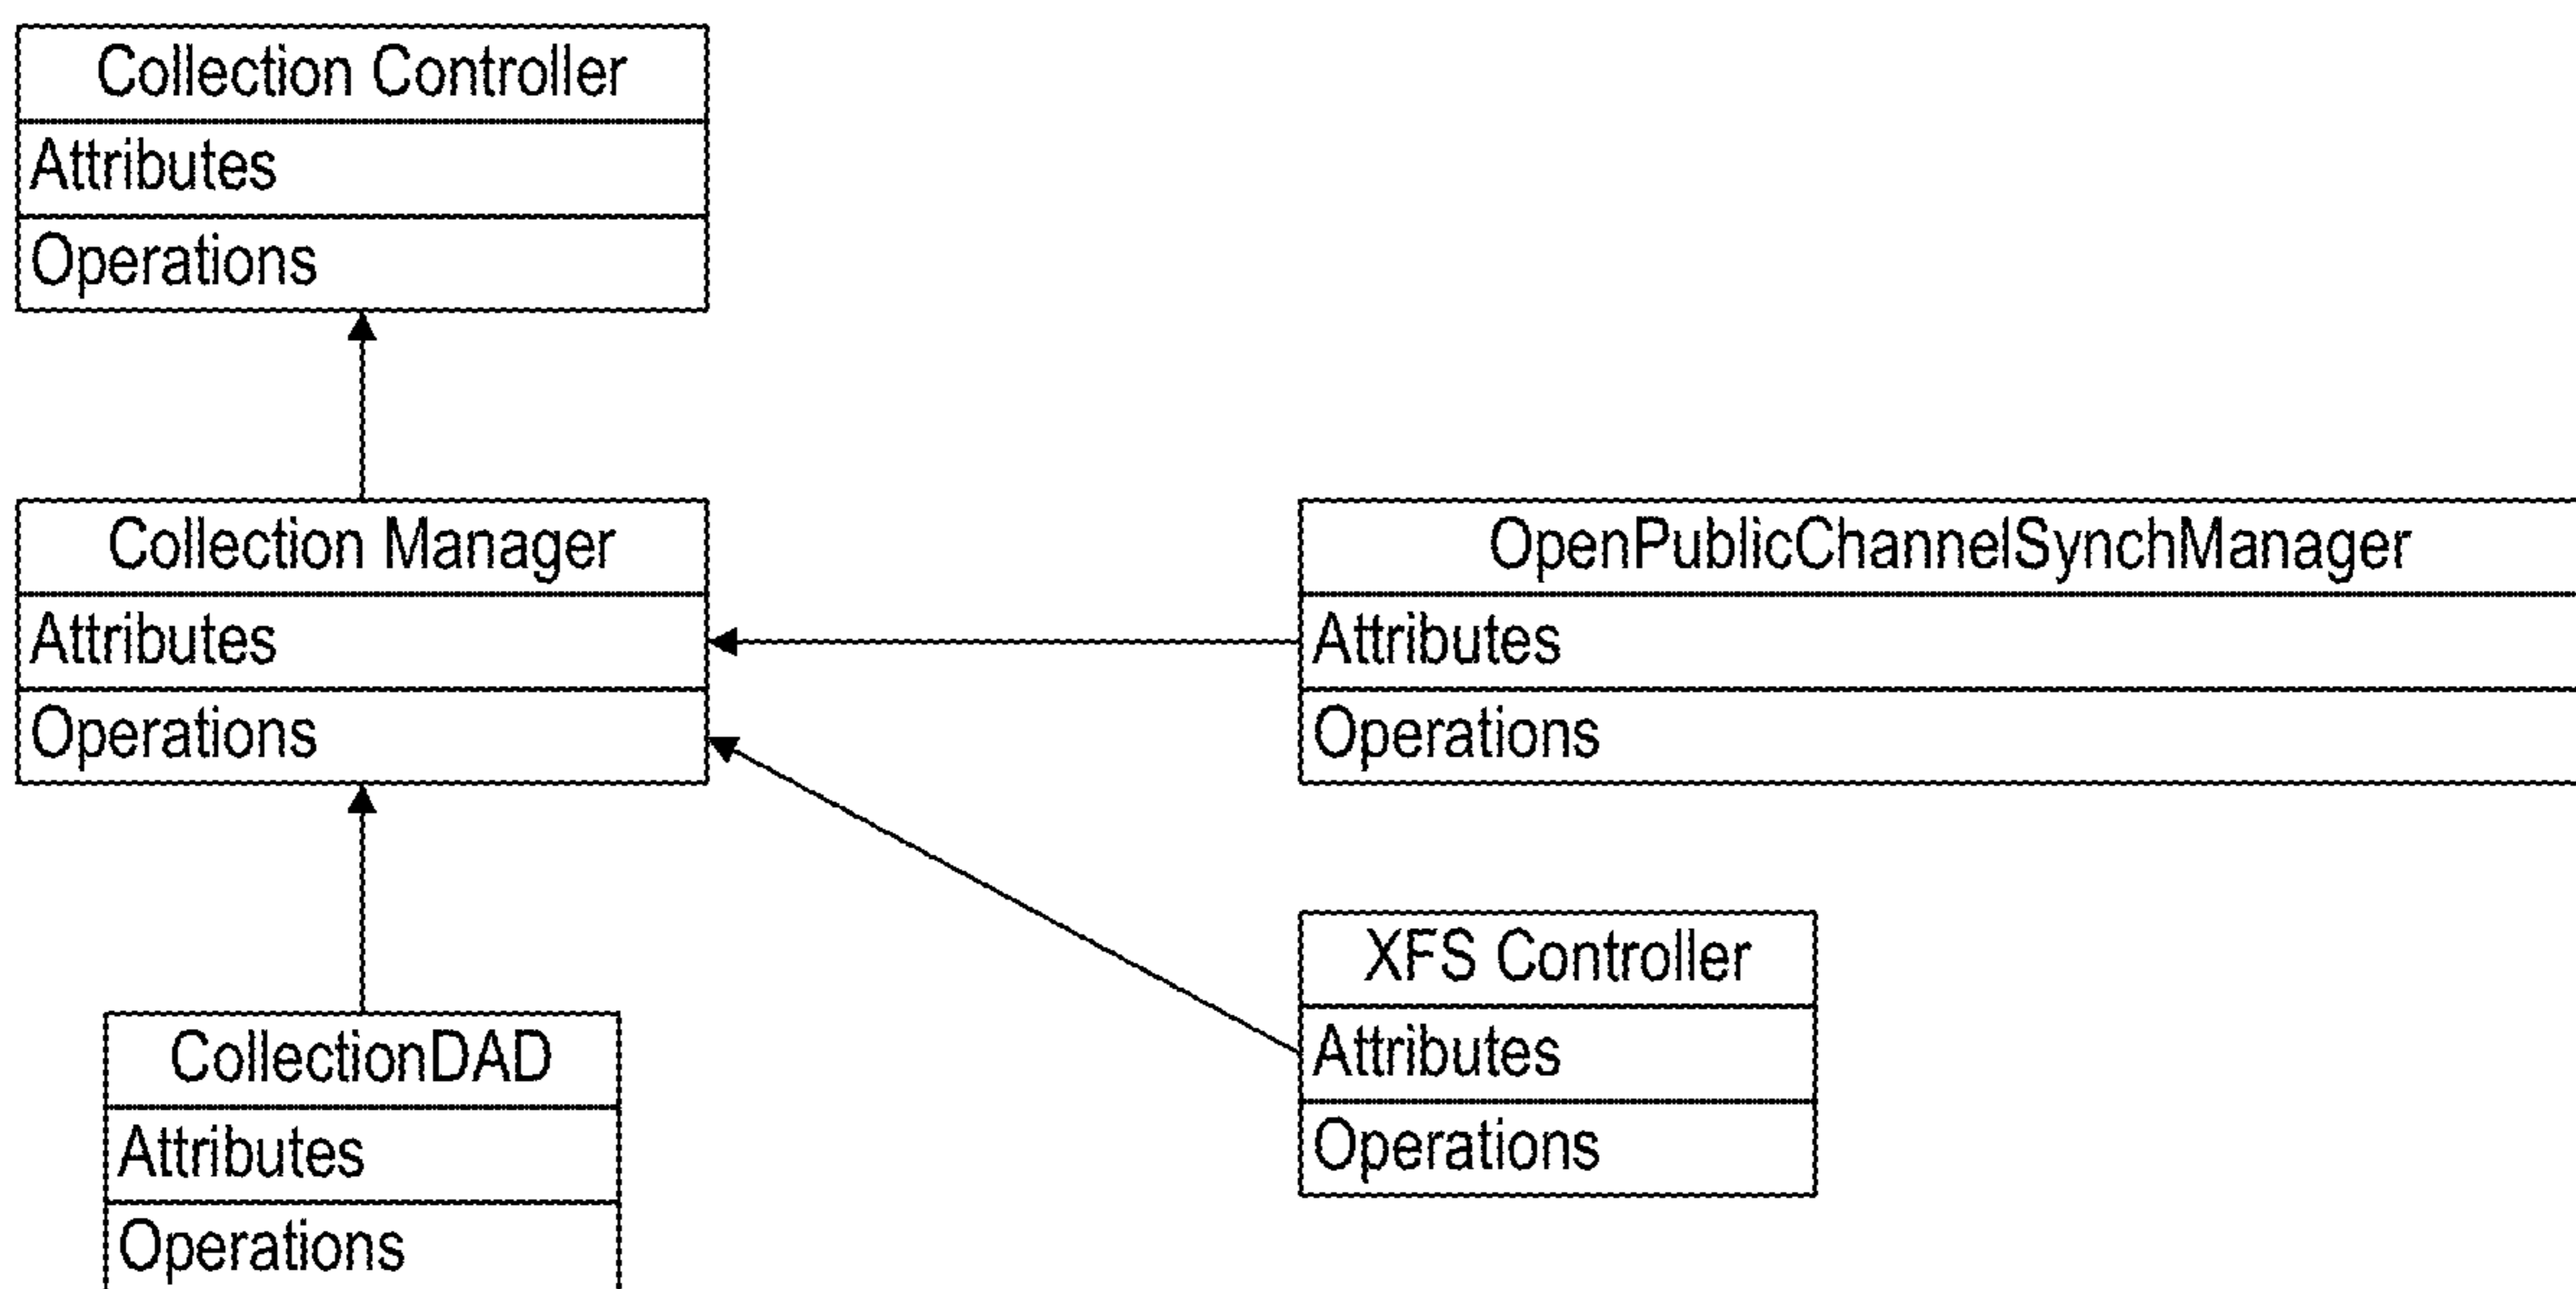 Collection Controller
Attributes
Operations
Collection Manager
Attributes
Operations
OpenPublicChannelSynchManager
Attributes
Operations
XFS Controller
Attributes
Operations
CollectionDAD
Attributes
Operations